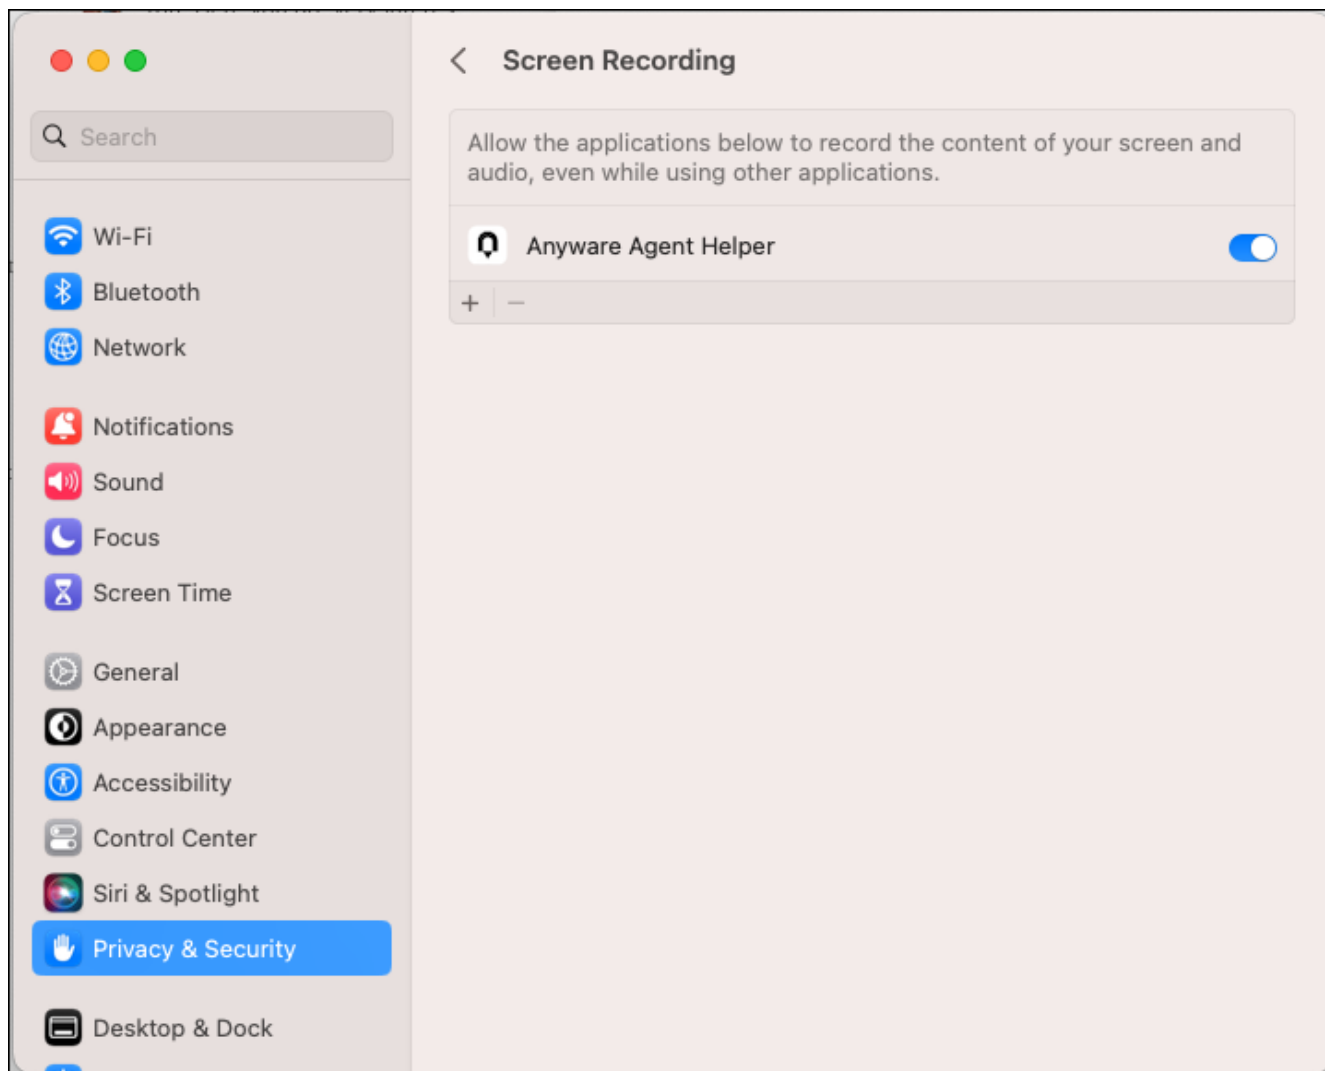 Screen Recording
Search
Allow the applications below to record the content of your screen and
audio, even while using other applications.
Anyware Agent Helper
Wi-Fi
Bluetooth
Network
Notifications
Sound
Focus
Screen Time
General
Appearance
Accessibility
Control Center
Siri & Spotlight
Privacy & Security
Desktop & Dock